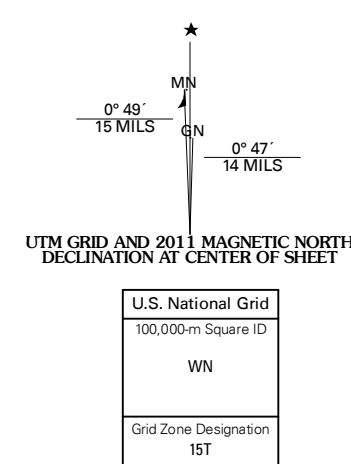 ★
MN
0° 49´
15 MILS
GN
0° 47´
14 MILS
UTM GRID AND 2011 MAGNETIC NORTH
DECLINATION AT CENTER OF SHEET
U.S. National Grid
100,000-m Square ID
WN
Grid Zone Designation
15T